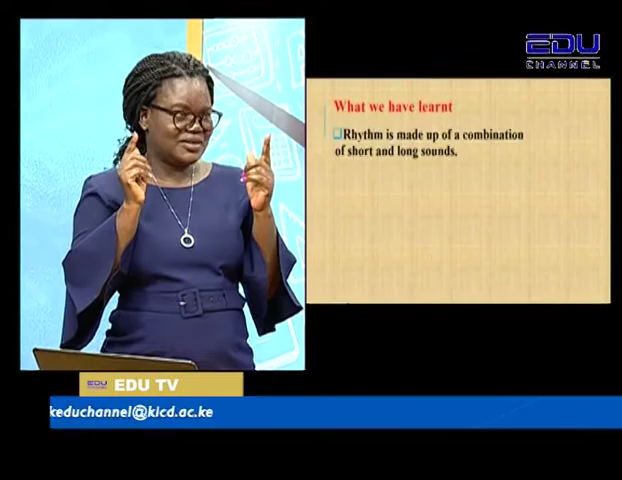 EDU
CHANNEL
What we have learnt
Rhythm is made up of a combination
of short and long sounds.
EDU
EDU TV
keduchannel@kicd.ac.ke